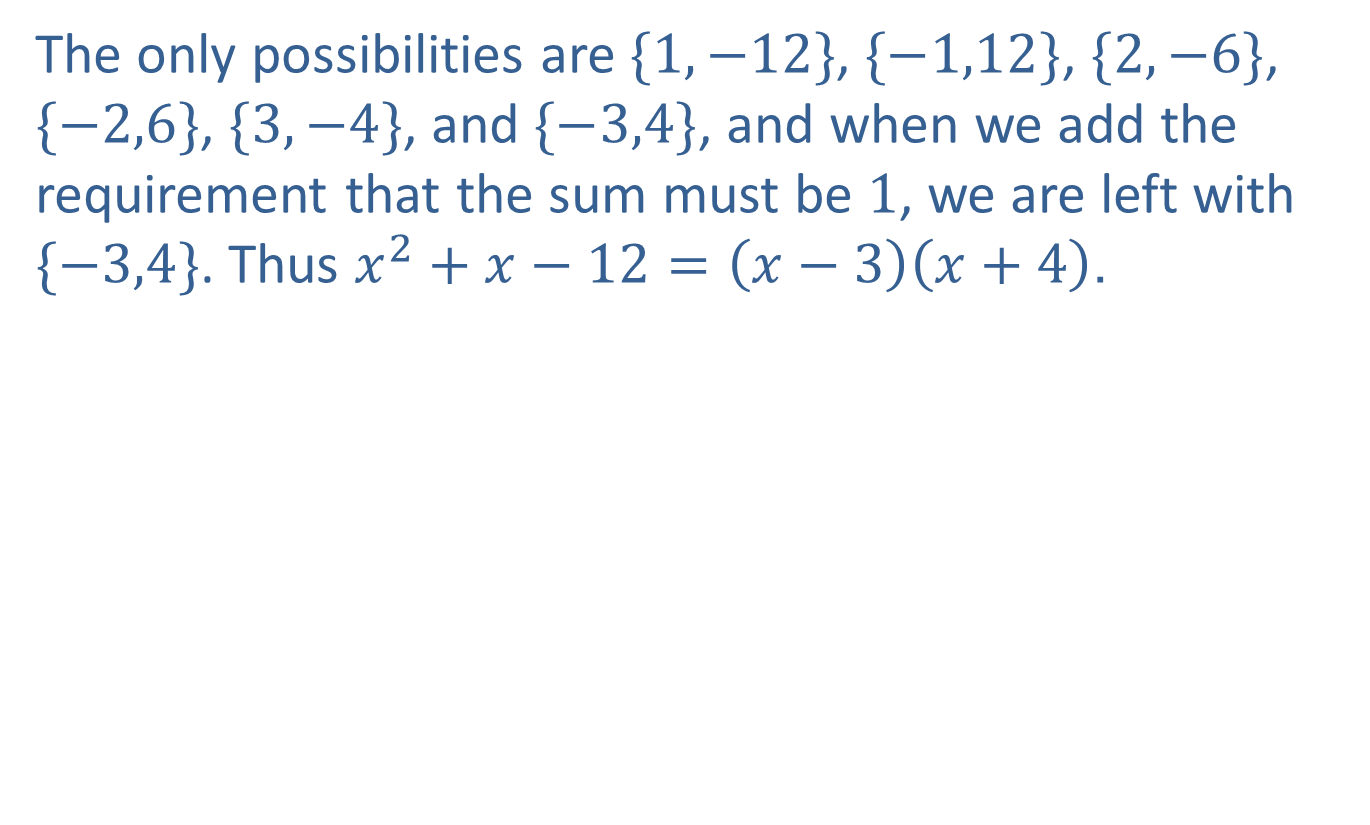 The only possibilities are {1, −12}, {−1,12}, {2, −6},
{−2,6}, {3, −4}, and {−3,4}, and when we add the
requirement that the sum must be 1, we are left with
{−3,4}. Thus x² + x − 12 = (x − 3)(x + 4).